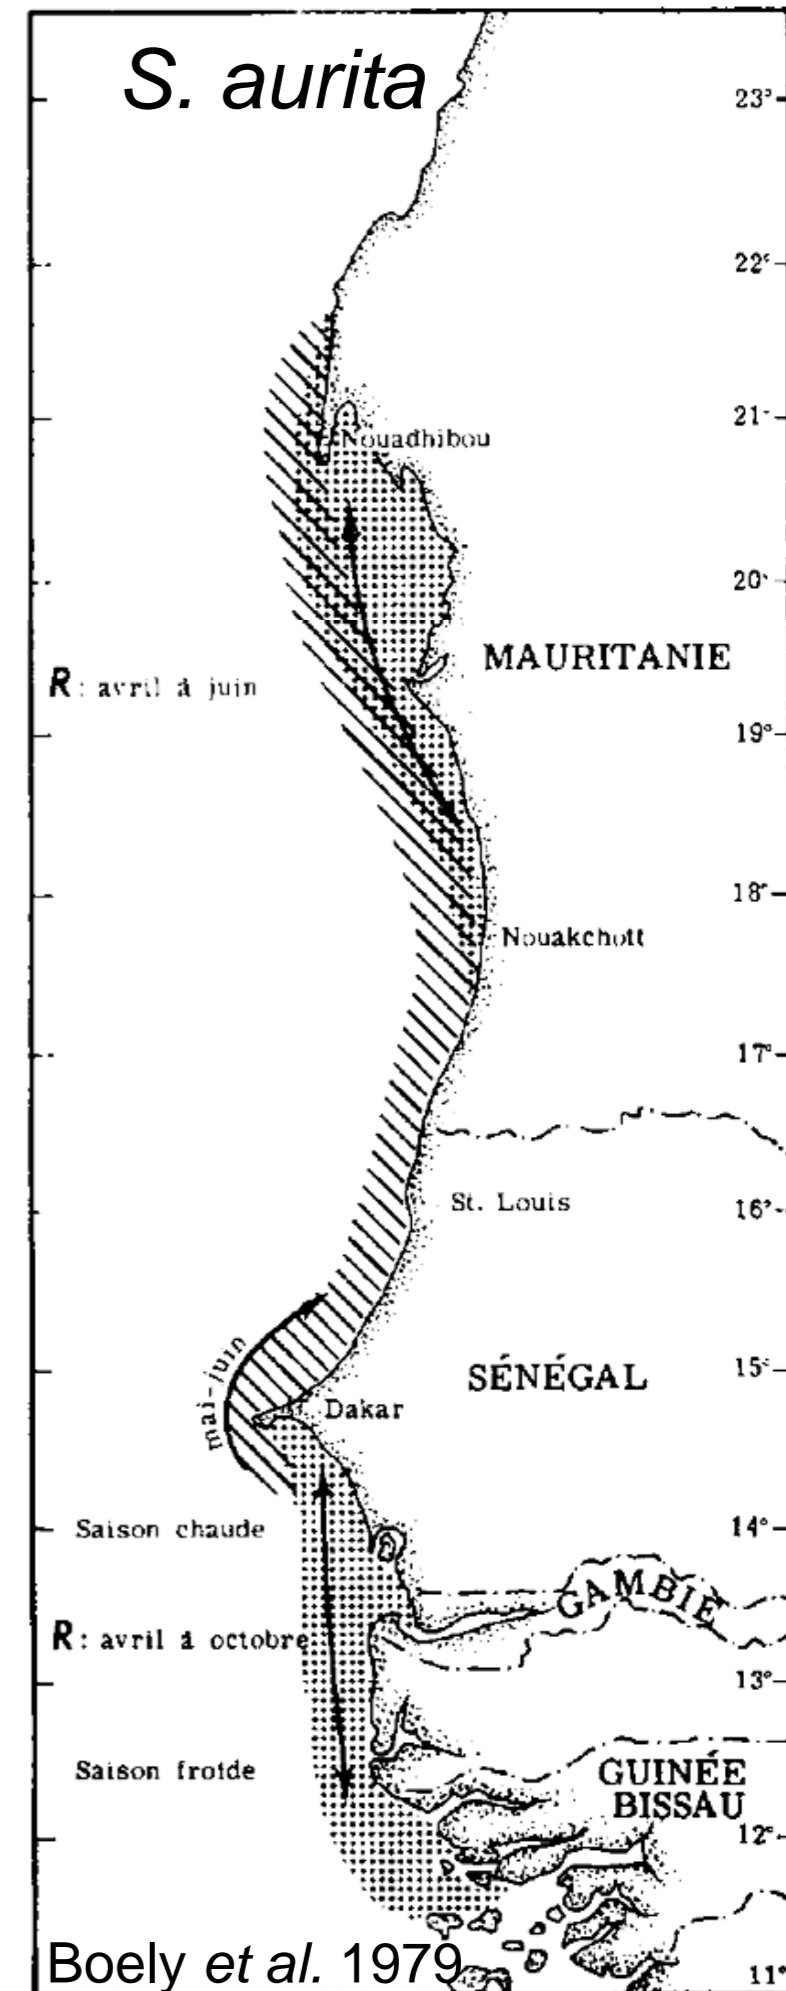 S. aurita
23°
22°
21°
Nouadhibou
20°
MAURITANIE
R: avril à juin
19°
18°
Nouakchott
17°
St. Louis
16°
mai-juin
15°
SÉNÉGAL
Dakar
Saison chaude
14°
GAMBIE
R: avril à octobre
13°
Saison froide
GUINÉE
BISSAU
12°
Boely et al. 1979
11°